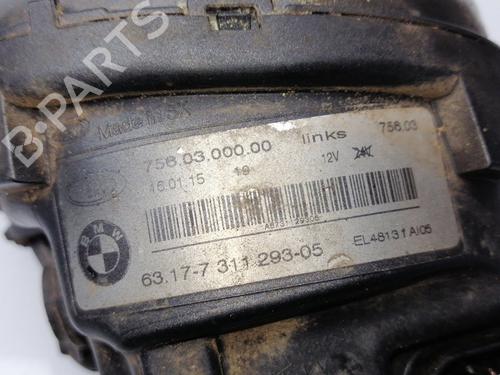 Made in SK
756.03.000.00 links 756.03
16.01.15 19 12V 24V
BMW
63.17-7 311 293-05 EL48131AI05
B-PARTS